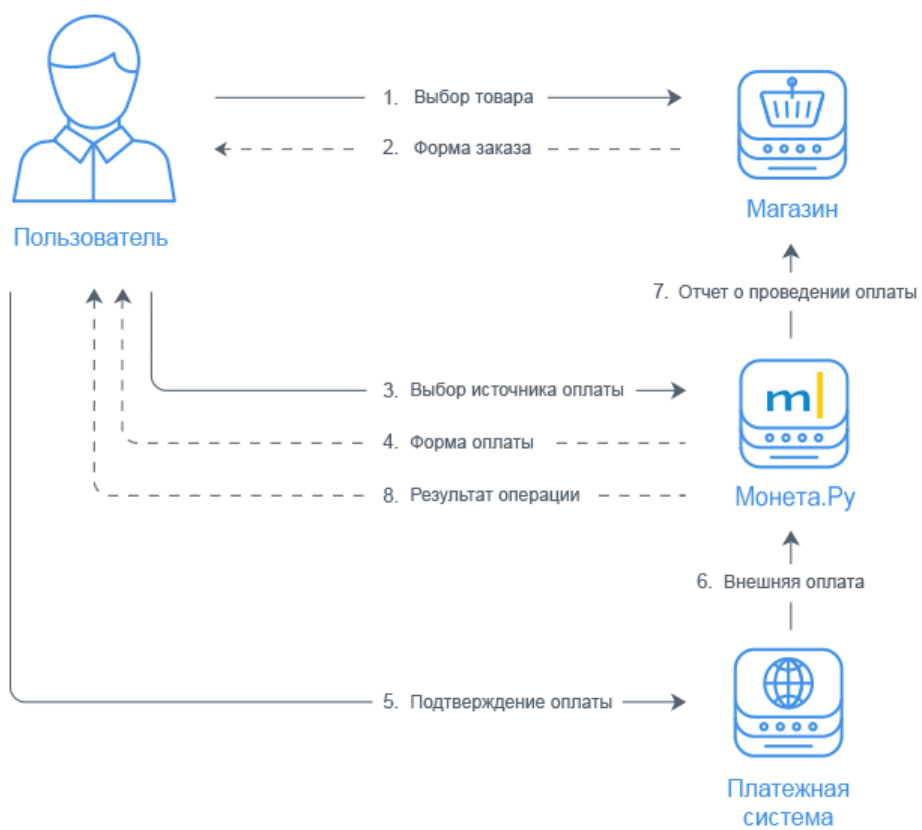 1. Выбор товара
2. Форма заказа
Магазин
Пользователь
7. Отчет о проведении оплаты
3. Выбор источника оплаты
m
4. Форма оплаты
8. Результат операции
Монета.Ру
6. Внешняя оплата
5. Подтверждение оплаты
Платежная
система